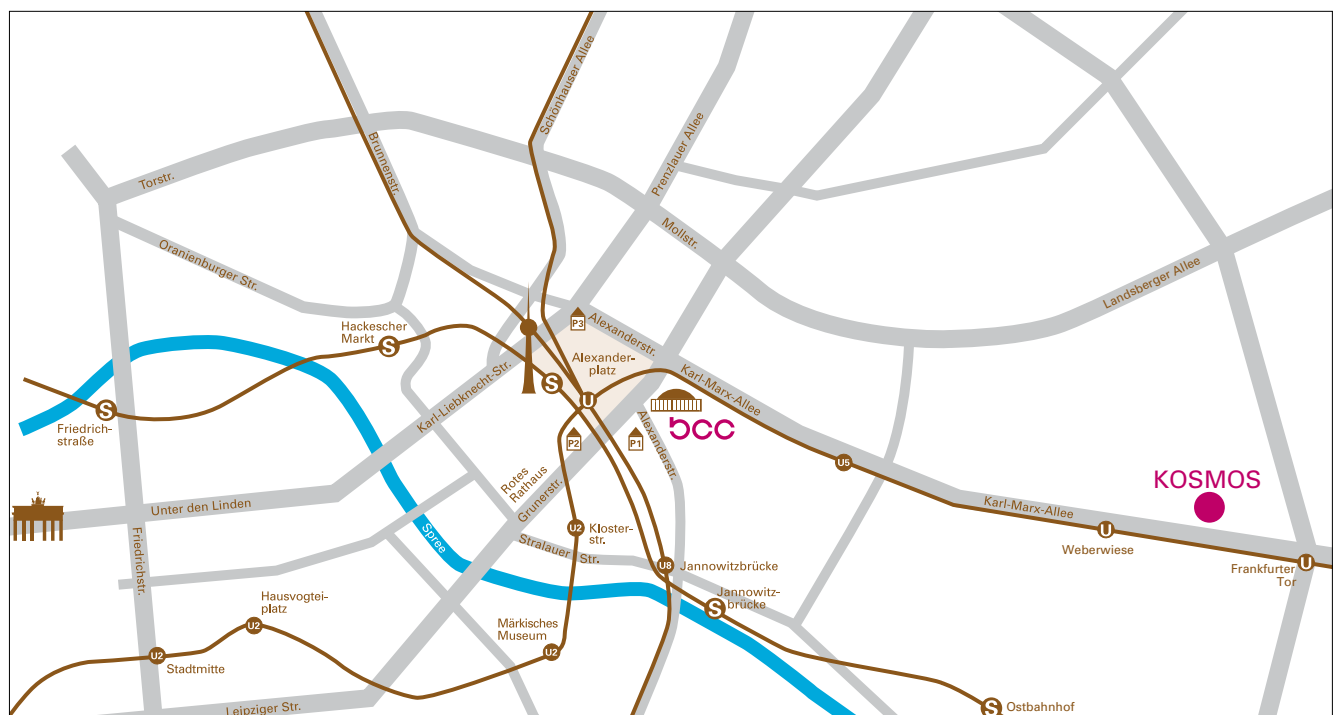 Schönhauser Allee
Brunnenstr.
Prenzlauer Allee
Torstr.
Mollstr.
Oranienburger Str.
Landsberger Allee
P3
Alexanderstr.
Hackescher
Markt
S
Alexander-
platz
Karl-Liebknecht-Str.
Karl-Marx-Allee
S
U
S
Friedrich-
straße
bcc
Alexanderstr.
P2
P1
U5
Rotes
Rathaus
Grunerstr.
KOSMOS
Karl-Marx-Allee
Unter den Linden
Spree
Friedrichstr.
U2
Kloster-
str.
Stralauer Str.
U
Weberwiese
U
Frankfurter
Tor
U8
Jannowitzbrücke
Jannowitz-
brücke
S
Hausvogtei-
platz
U2
Märkisches
Museum
U2
U2
Stadtmitte
Leipziger Str.
S
Ostbahnhof